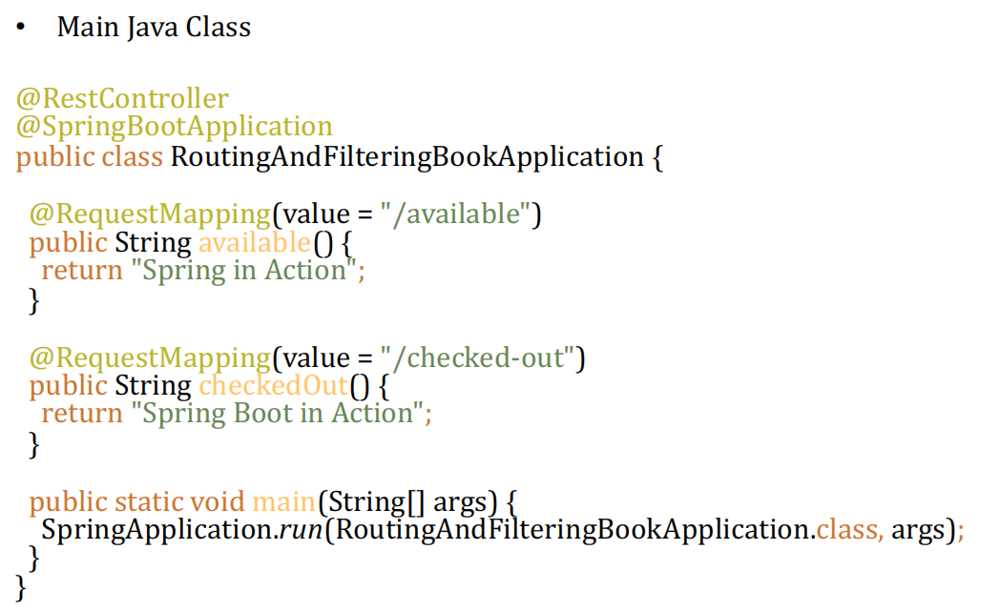 • Main Java Class
@RestController
@SpringBootApplication
public class RoutingAndFilteringBookApplication {
@RequestMapping(value = "/available")
public String available() {
return "Spring in Action";
}
@RequestMapping(value = "/checked-out")
public String checkedOut() {
return "Spring Boot in Action";
}
public static void main(String[] args) {
SpringApplication.run(RoutingAndFilteringBookApplication.class, args);
}
}